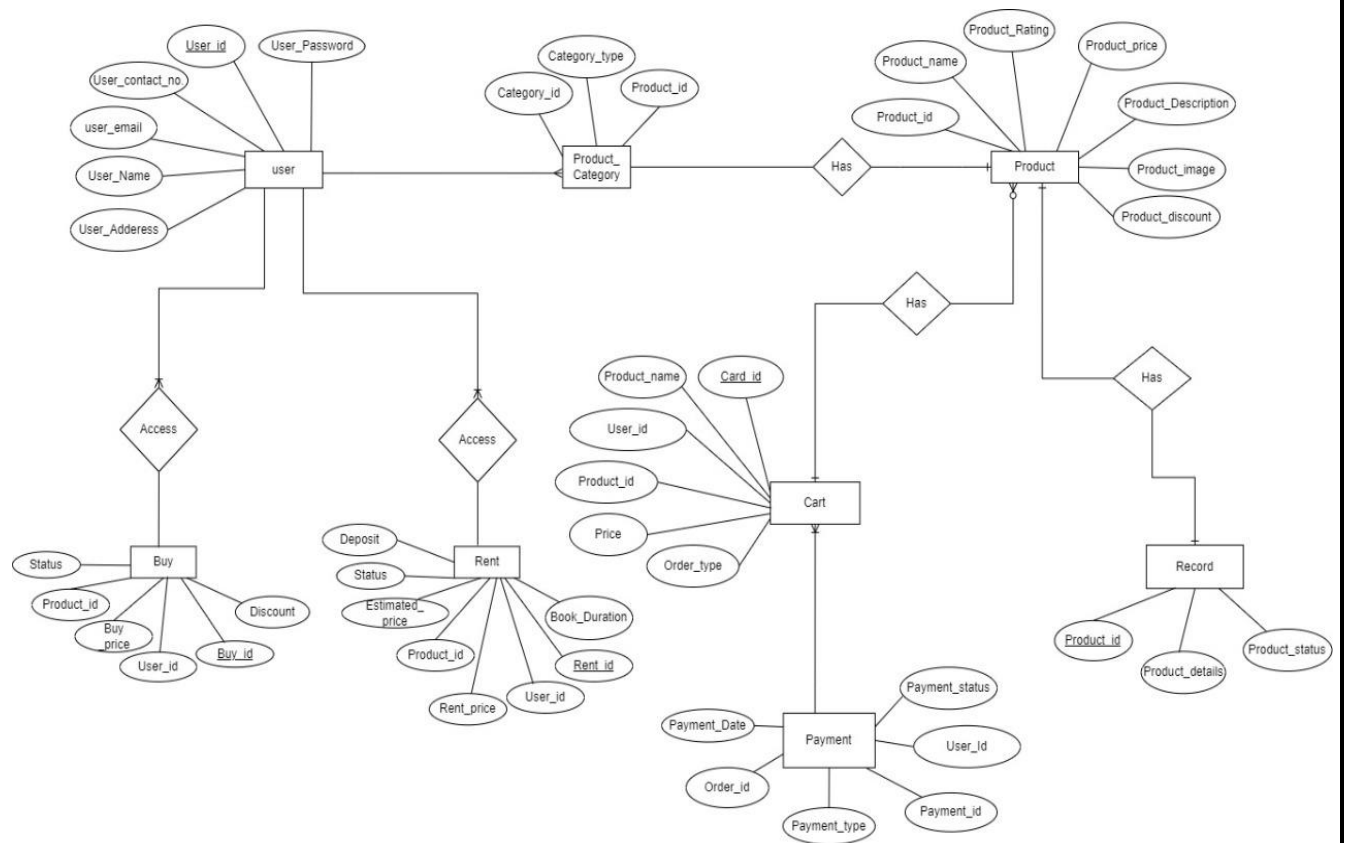 User_id
User_Password
User_contact_no
user_email
User_Name
User_Adderess
user
Category_type
Category_id
Product_id
Product_
Category
Has
Product_Rating
Product_name
Product_price
Product_id
Product_Description
Product
Product_image
Product_discount
Has
Has
Access
Access
Product_name
Card_id
User_id
Product_id
Cart
Price
Order_type
Buy
Status
Product_id
Buy
_price
User_id
Buy_id
Discount
Rent
Deposit
Status
Estimated_
price
Product_id
Rent_price
User_id
Rent_id
Book_Duration
Record
Product_id
Product_details
Product_status
Payment
Payment_Date
Payment_status
User_Id
Order_id
Payment_type
Payment_id